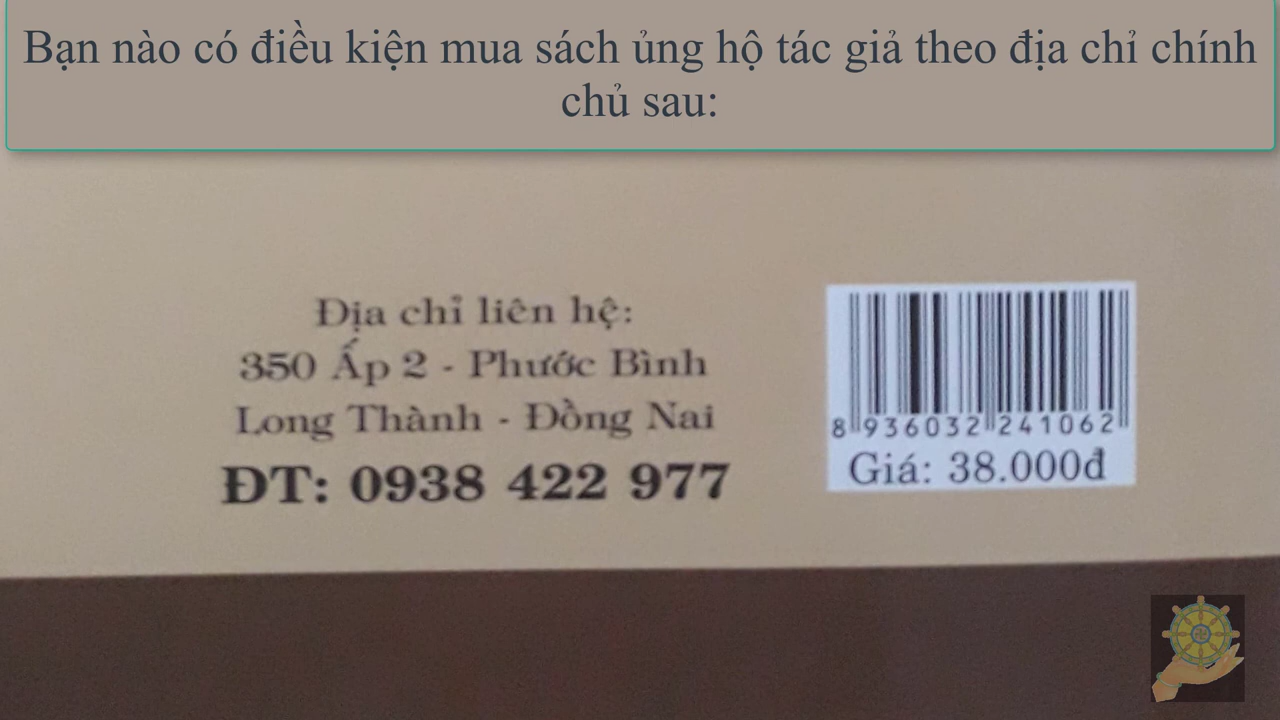 Bạn nào có điều kiện mua sách ủng hộ tác giả theo địa chỉ chính
chủ sau:
Địa chỉ liên hệ:
350 Ấp 2 - Phước Bình
Long Thành - Đồng Nai
ĐT: 0938 422 977
8 936032 241062
Giá: 38.000đ